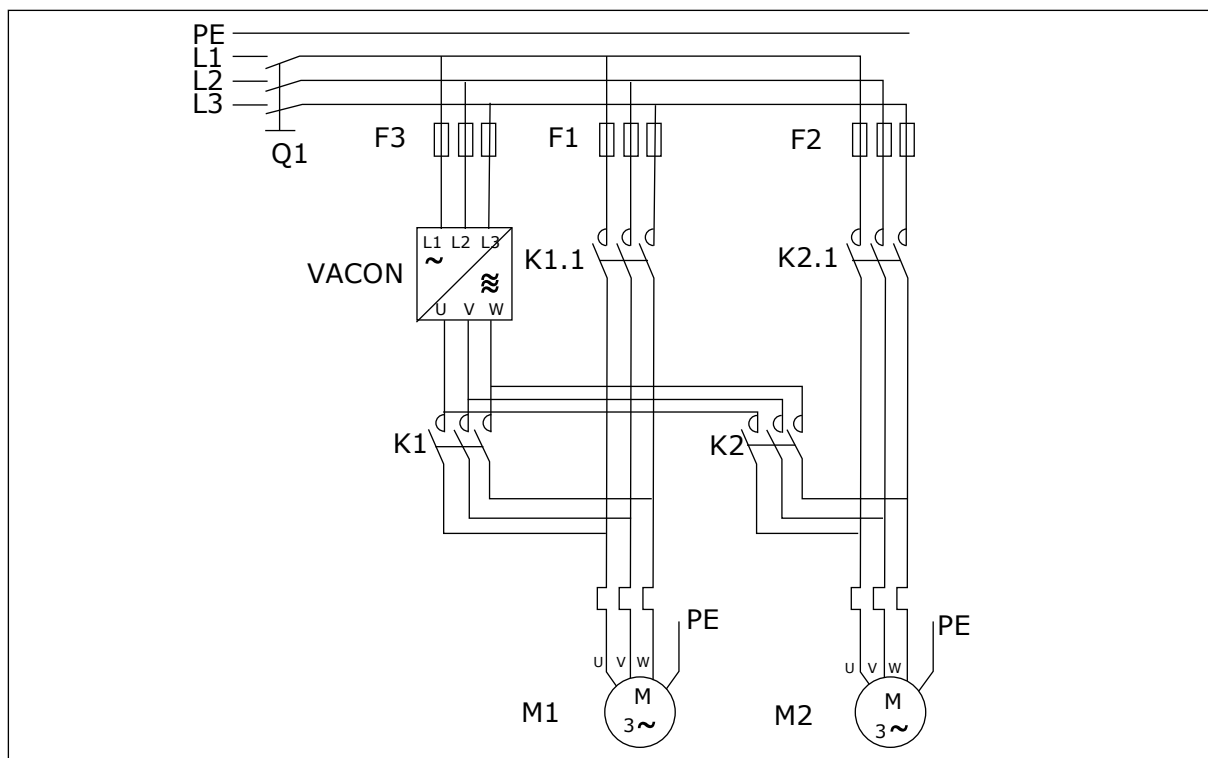 PE
L1
L2
L3
Q1
F3
F1
F2
L1 L2 L3
~
VACON
≋
U V W
K1.1
K2.1
K1
K2
PE
PE
U V W
U V W
M1
M
3~
M2
M
3~